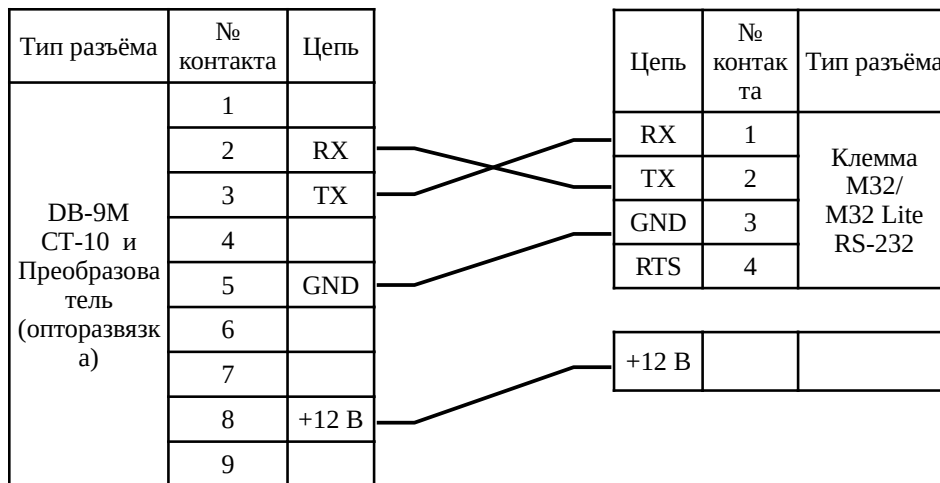 Тип разъёма
№
контакта
Цепь
DB-9M
CT-10 и
Преобразова
тель
(опторазвязк
а)
1
2 RX
3 TX
4
5 GND
6
7
8 +12 В
9
Цепь
№
контак
та
Тип разъёма
RX 1
TX 2
GND 3
RTS 4
Клемма
M32/
M32 Lite
RS-232
+12 В